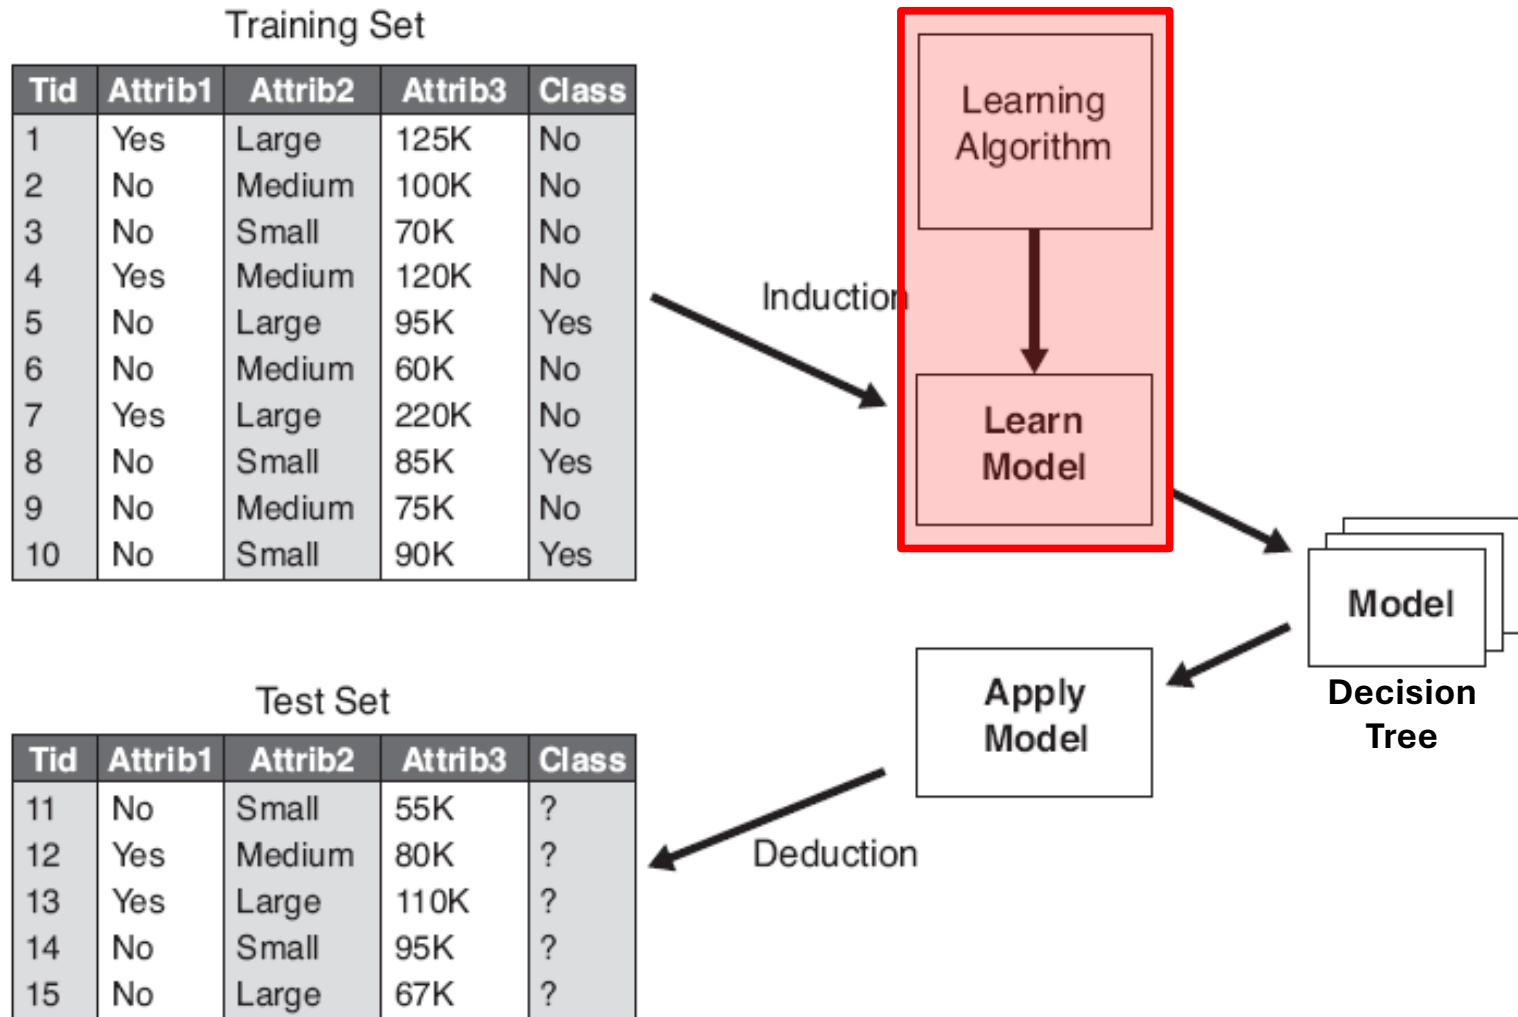 Training Set
Tid Attrib1 Attrib2 Attrib3 Class
1 Yes Large 125K No
2 No Medium 100K No
3 No Small 70K No
4 Yes Medium 120K No
5 No Large 95K Yes
6 No Medium 60K No
7 Yes Large 220K No
8 No Small 85K Yes
9 No Medium 75K No
10 No Small 90K Yes
Induction
Learning
Algorithm
Learn
Model
Model
Decision
Tree
Apply
Model
Deduction
Test Set
Tid Attrib1 Attrib2 Attrib3 Class
11 No Small 55K ?
12 Yes Medium 80K ?
13 Yes Large 110K ?
14 No Small 95K ?
15 No Large 67K ?